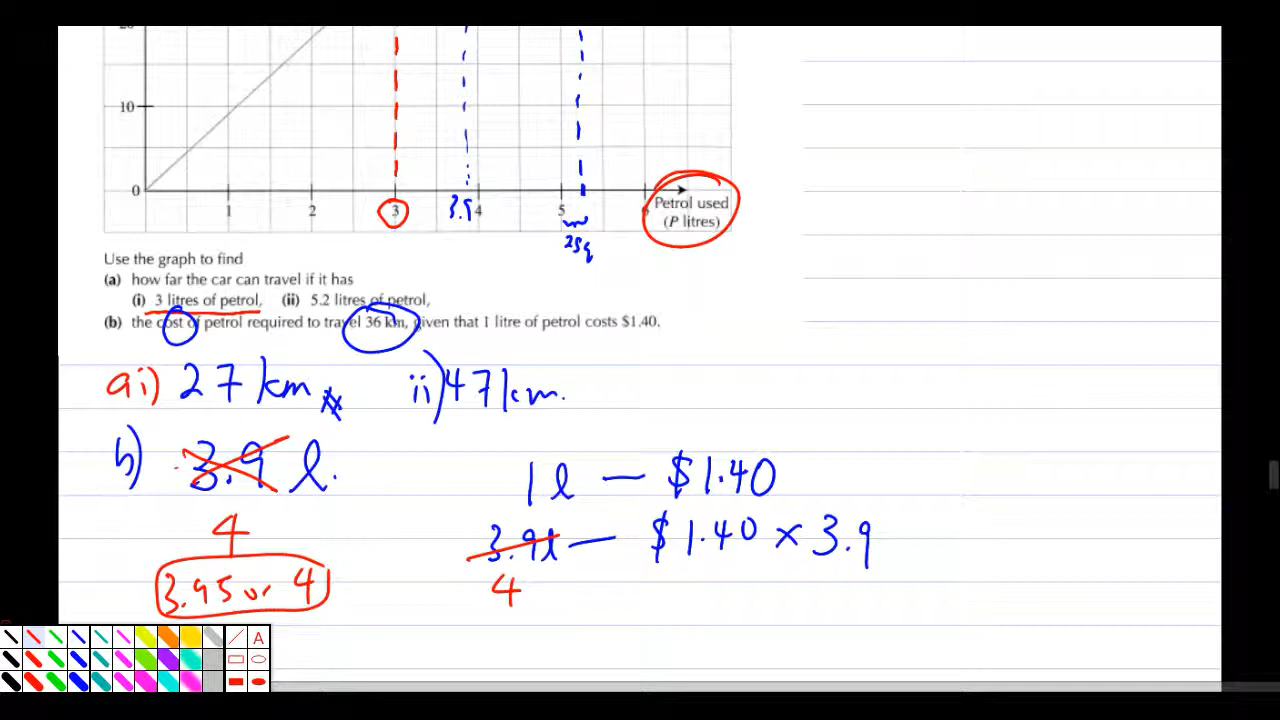 20
10
0
1 2 3 3.9 4 5 6 Petrol used
(P litres)
2sq
Use the graph to find
(a) how far the car can travel if it has
(i) 3 litres of petrol, (ii) 5.2 litres of petrol,
(b) the cost of petrol required to travel 36 km, given that 1 litre of petrol costs $1.40.
ai) 27 km ii) 47 km.
b) 3.9 l.
4
3.95 or 4
1 l — $1.40
3.9 l — $1.40 × 3.9
4
A